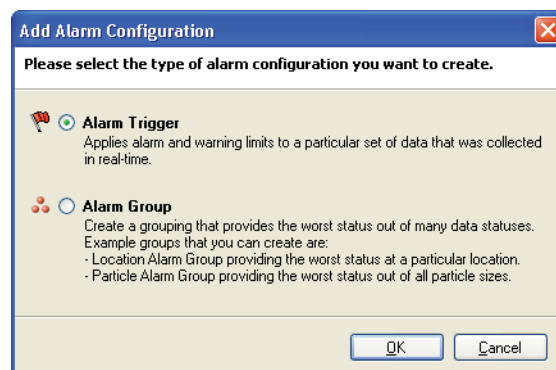 Add Alarm Configuration
Please select the type of alarm configuration you want to create.
Alarm Trigger
Applies alarm and warning limits to a particular set of data that was collected
in real-time.
Alarm Group
Create a grouping that provides the worst status out of many data statuses.
Example groups that you can create are:
- Location Alarm Group providing the worst status at a particular location.
- Particle Alarm Group providing the worst status out of all particle sizes.
OK
Cancel